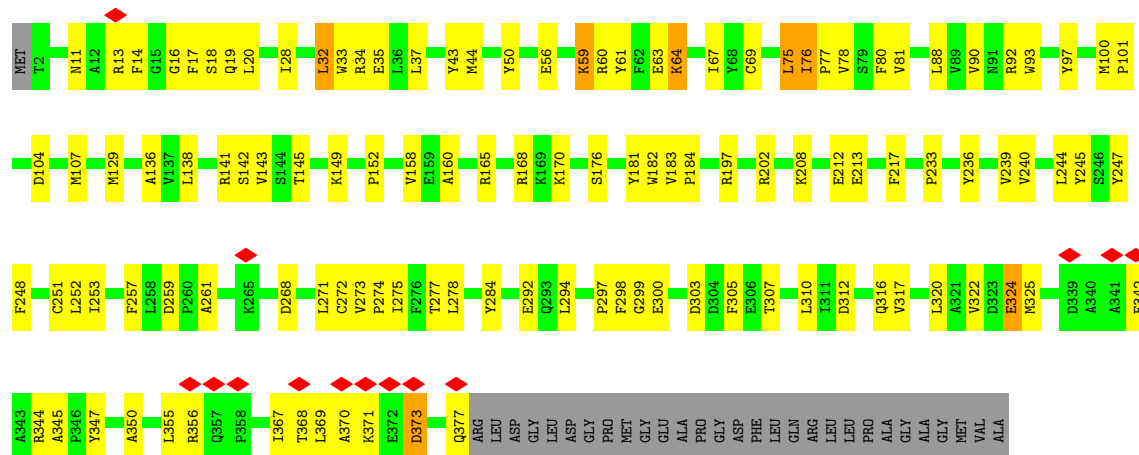 MET T2 N11 A12 R13 F14 G15 G16 F17 S18 Q19 L20 I28 L32 W33 R34 E35 L36 L37 Y43 M44 Y50 E56 K59 R60 Y61 F62 E63 K64 I67 Y68 C69 L75 I76 P77 V78 S79 F80 V81 L88 V89 V90 N91 R92 W93 Y97 M100 P101
D104 M107 M129 A136 V137 L138 R141 S142 V143 S144 T145 K149 P152 V158 E159 A160 R165 R168 K169 K170 S176 Y181 W182 V183 P184 R197 R202 K208 E212 E213 F217 P233 Y236 V239 V240 L244 Y245 S246 Y247
F248 C251 L252 I253 F257 L258 D259 P260 A261 K265 D268 L271 C272 V273 P274 I275 F276 T277 L278 Y284 E292 Q293 L294 P297 F298 G299 E300 D303 D304 F305 E306 T307 L310 I311 D312 Q316 V317 L320 A321 V322 D323 E324 M325 D339 A340 A341
A343 R344 A345 P346 Y347 A350 L355 R356 Q357 P358 I367 T368 L369 A370 K371 E372 D373 Q377 ARG LEU ASP GLY LEU ASP GLY PRO MET GLY GLU ALA PRO GLY ASP PHE LEU GLN ARG LEU LEU PRO ALA GLY ALA GLY MET VAL ALA